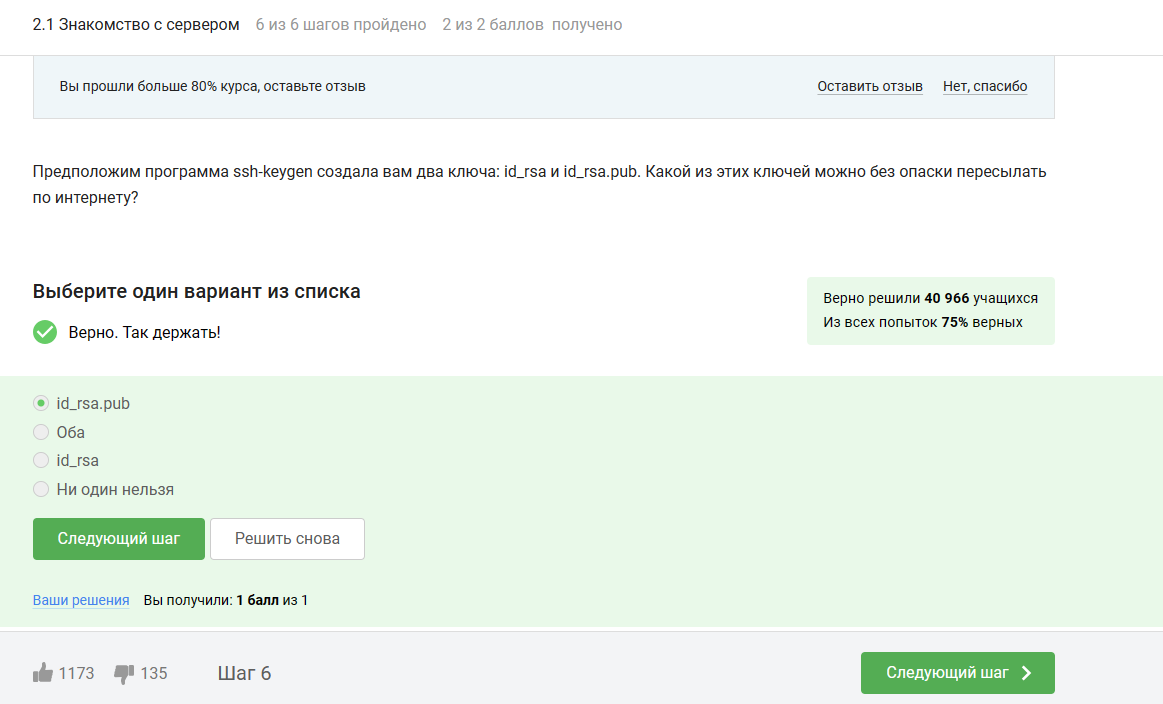 2.1 Знакомство с сервером 6 из 6 шагов пройдено 2 из 2 баллов получено
Вы прошли больше 80% курса, оставьте отзыв Оставить отзыв Нет, спасибо
Предположим программа ssh-keygen создала вам два ключа: id_rsa и id_rsa.pub. Какой из этих ключей можно без опаски пересылать
по интернету?
Выберите один вариант из списка
Верно. Так держать!
Верно решили 40 966 учащихся
Из всех попыток 75% верных
id_rsa.pub
Оба
id_rsa
Ни один нельзя
Следующий шаг Решить снова
Ваши решения Вы получили: 1 балл из 1
1173 135 Шаг 6 Следующий шаг